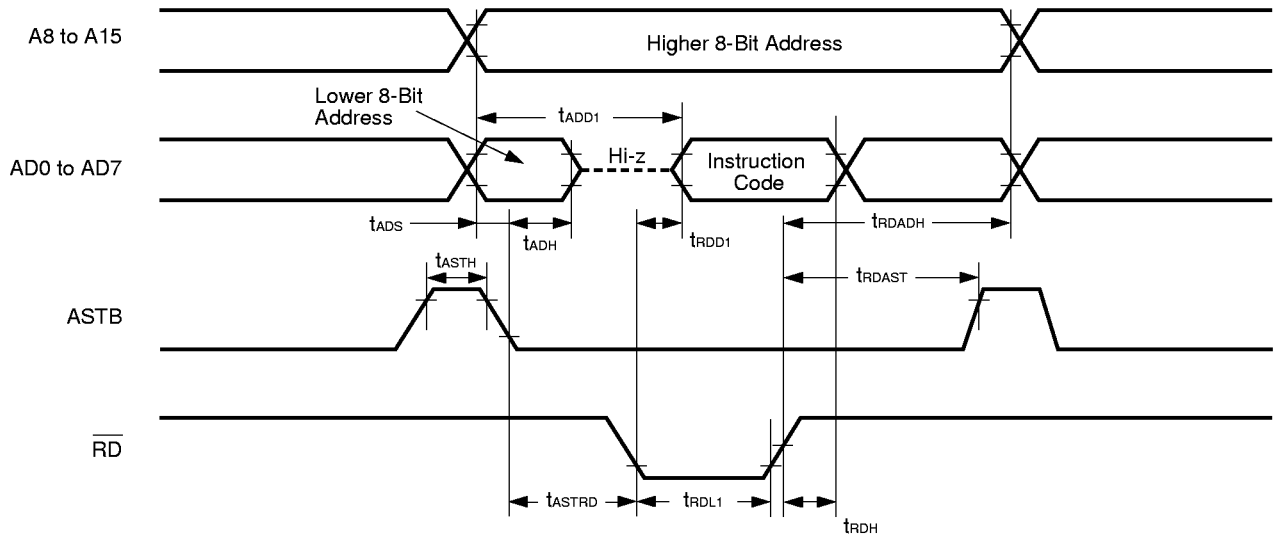 A8 to A15
Higher 8-Bit Address
Lower 8-Bit
Address
tADD1
AD0 to AD7
Hi-z
Instruction
Code
tADS
tADH
tRDD1
tRDADH
tASTH
tRDAST
ASTB
RD
tASTRD
tRDL1
tRDH